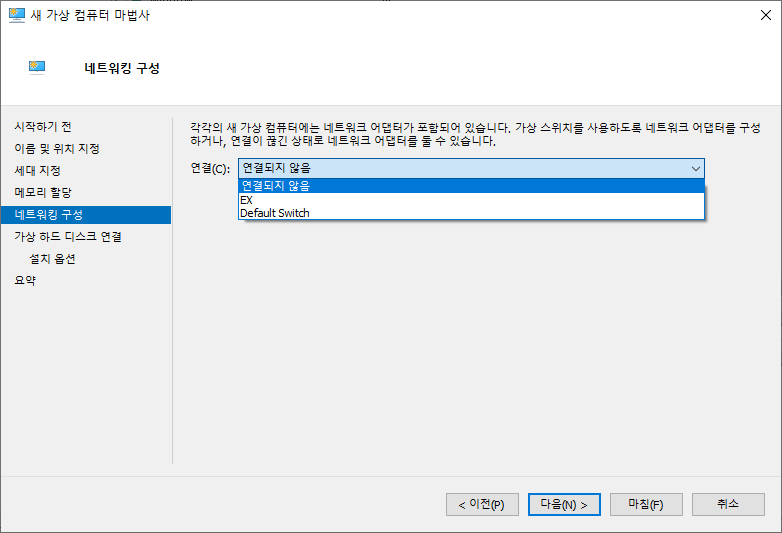 새 가상 컴퓨터 마법사
네트워킹 구성
시작하기 전
이름 및 위치 지정
세대 지정
메모리 할당
네트워킹 구성
가상 하드 디스크 연결
설치 옵션
요약
각각의 새 가상 컴퓨터에는 네트워크 어댑터가 포함되어 있습니다. 가상 스위치를 사용하도록 네트워크 어댑터를 구성
하거나, 연결이 끊긴 상태로 네트워크 어댑터를 둘 수 있습니다.
연결(C): 연결되지 않음
연결되지 않음
EX
Default Switch
< 이전(P) 다음(N) > 마침(F) 취소